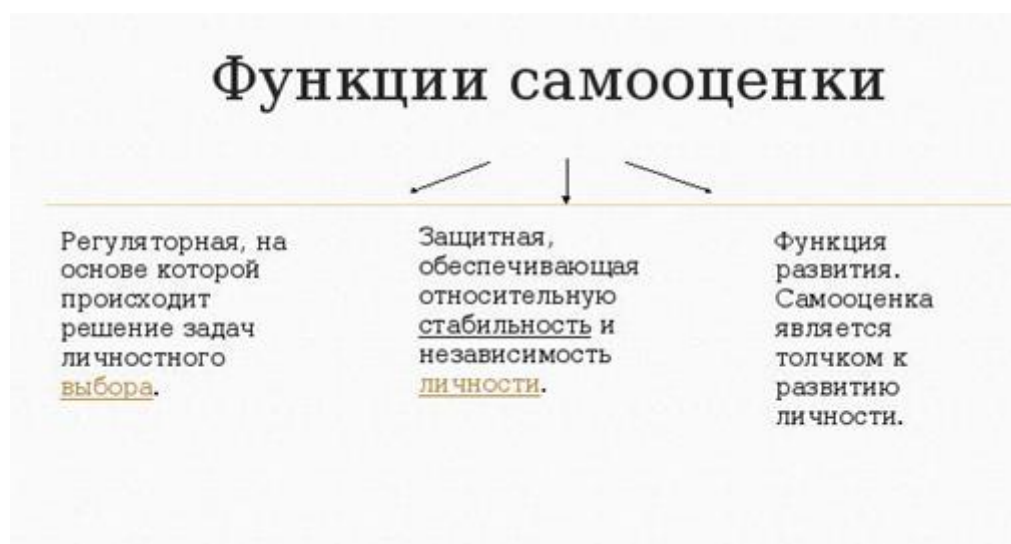 Функции самооценки
Регуляторная, на
основе которой
происходит
решение задач
личностного
выбора.
Защитная,
обеспечивающая
относительную
стабильность и
независимость
личности.
Функция
развития.
Самооценка
является
толчком к
развитию
личности.